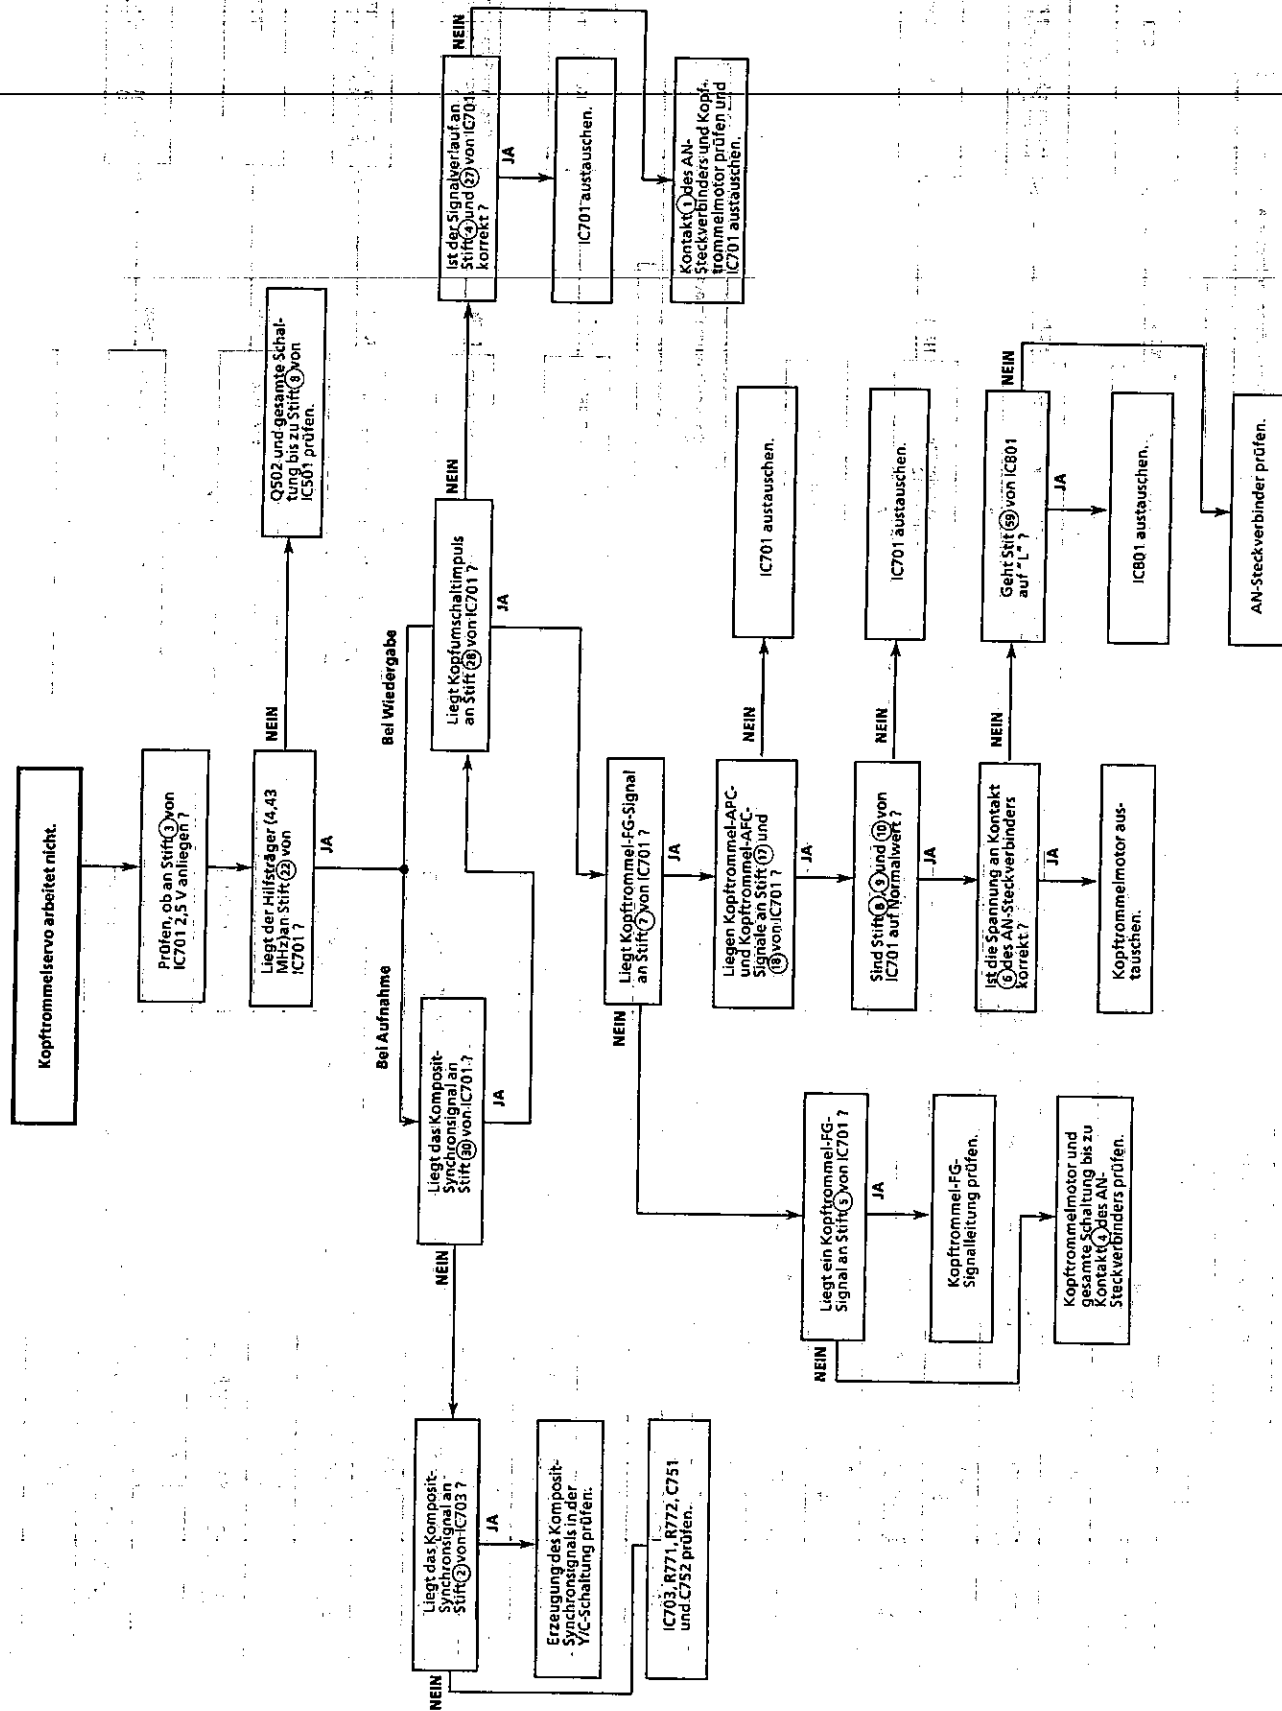 Kopftrommelservo arbeitet nicht.
Prüfen, ob an Stift ③ von
IC701 2,5 V anliegen ?
Liegt der Hilfsträger (4,43
MHz) an Stift ㉒ von
IC701 ?
NEIN
Q502 und gesamte Schal-
tung bis zu Stift ⑧ von
IC501 prüfen.
JA
Bei Aufnahme
Bei Wiedergabe
Liegt das Komposit-
Synchronsignal an
Stift ㉚ von IC701 ?
NEIN
JA
Liegt das Komposit-
Synchronsignal an
Stift ② von IC703 ?
NEIN
JA
Erzeugung des Komposit-
Synchronsignals in der
Y/C-Schaltung prüfen.
IC703, R771, R772, C751
und C752 prüfen.
Liegt Kopfumschaltimpuls
an Stift ㉘ von IC701 ?
NEIN
JA
Ist der Signalverlauf an
Stift ④ und ㉗ von IC701
korrekt ?
NEIN
JA
IC701 austauschen.
Kontakt ① des AN-
Steckverbinders und Kopf-
trommelmotor prüfen und
IC701 austauschen.
Liegt Kopftrommel-FG-Signal
an Stift ⑦ von IC701 ?
NEIN
JA
Liegt ein Kopftrommel-FG-
Signal an Stift ⑤ von IC701 ?
NEIN
JA
Kopftrommel-FG-
Signalleitung prüfen.
Kopftrommelmotor und
gesamte Schaltung bis zu
Kontakt ④ des AN-
Steckverbinders prüfen.
Liegen Kopftrommel-APC-
und Kopftrommel-AFC-
Signale an Stift ⑰ und
⑱ von IC701 ?
NEIN
IC701 austauschen.
JA
Sind Stift ⑧, ⑨ und ⑩ von
IC701 auf Normalwert ?
NEIN
IC701 austauschen.
JA
Ist die Spannung an Kontakt
⑥ des AN-Steckverbinders
korrekt ?
NEIN
JA
Kopftrommelmotor aus-
tauschen.
Geht Stit ㊾ von IC801
auf "L" ?
NEIN
JA
IC801 austauschen.
AN-Steckverbinder prüfen.